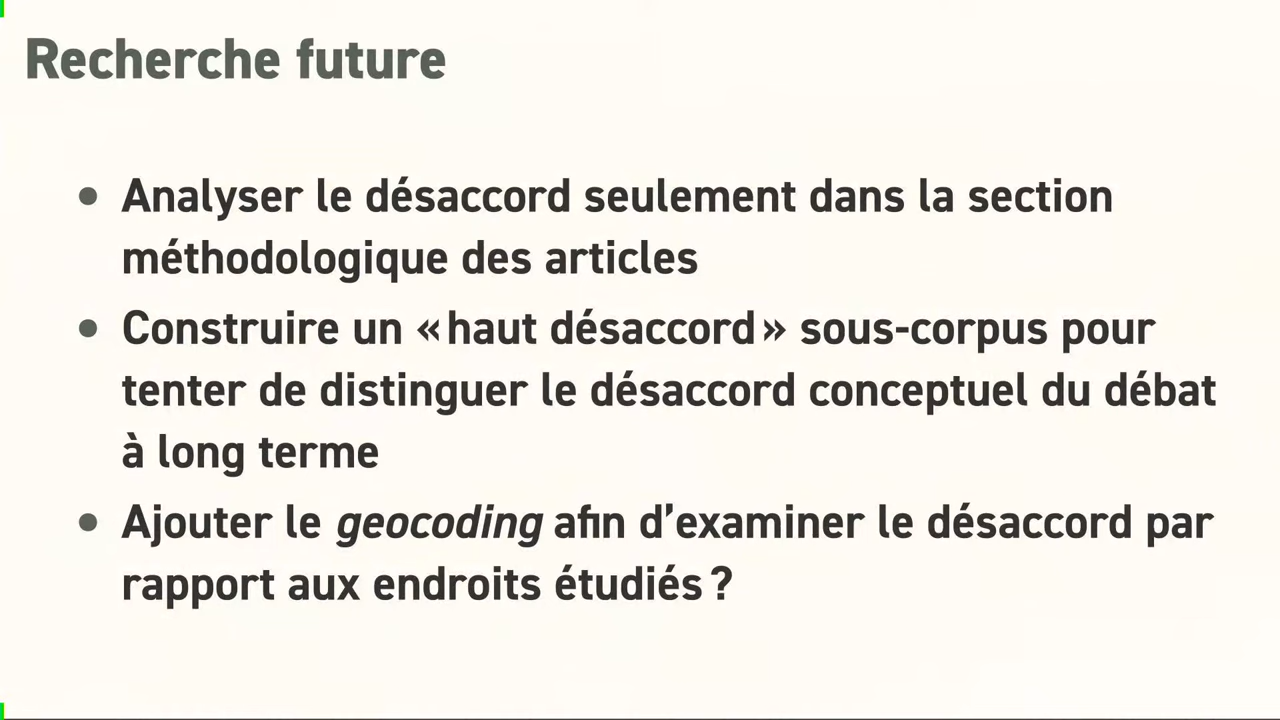 Recherche future
• Analyser le désaccord seulement dans la section
méthodologique des articles
• Construire un «haut désaccord» sous-corpus pour
tenter de distinguer le désaccord conceptuel du débat
à long terme
• Ajouter le geocoding afin d’examiner le désaccord par
rapport aux endroits étudiés ?